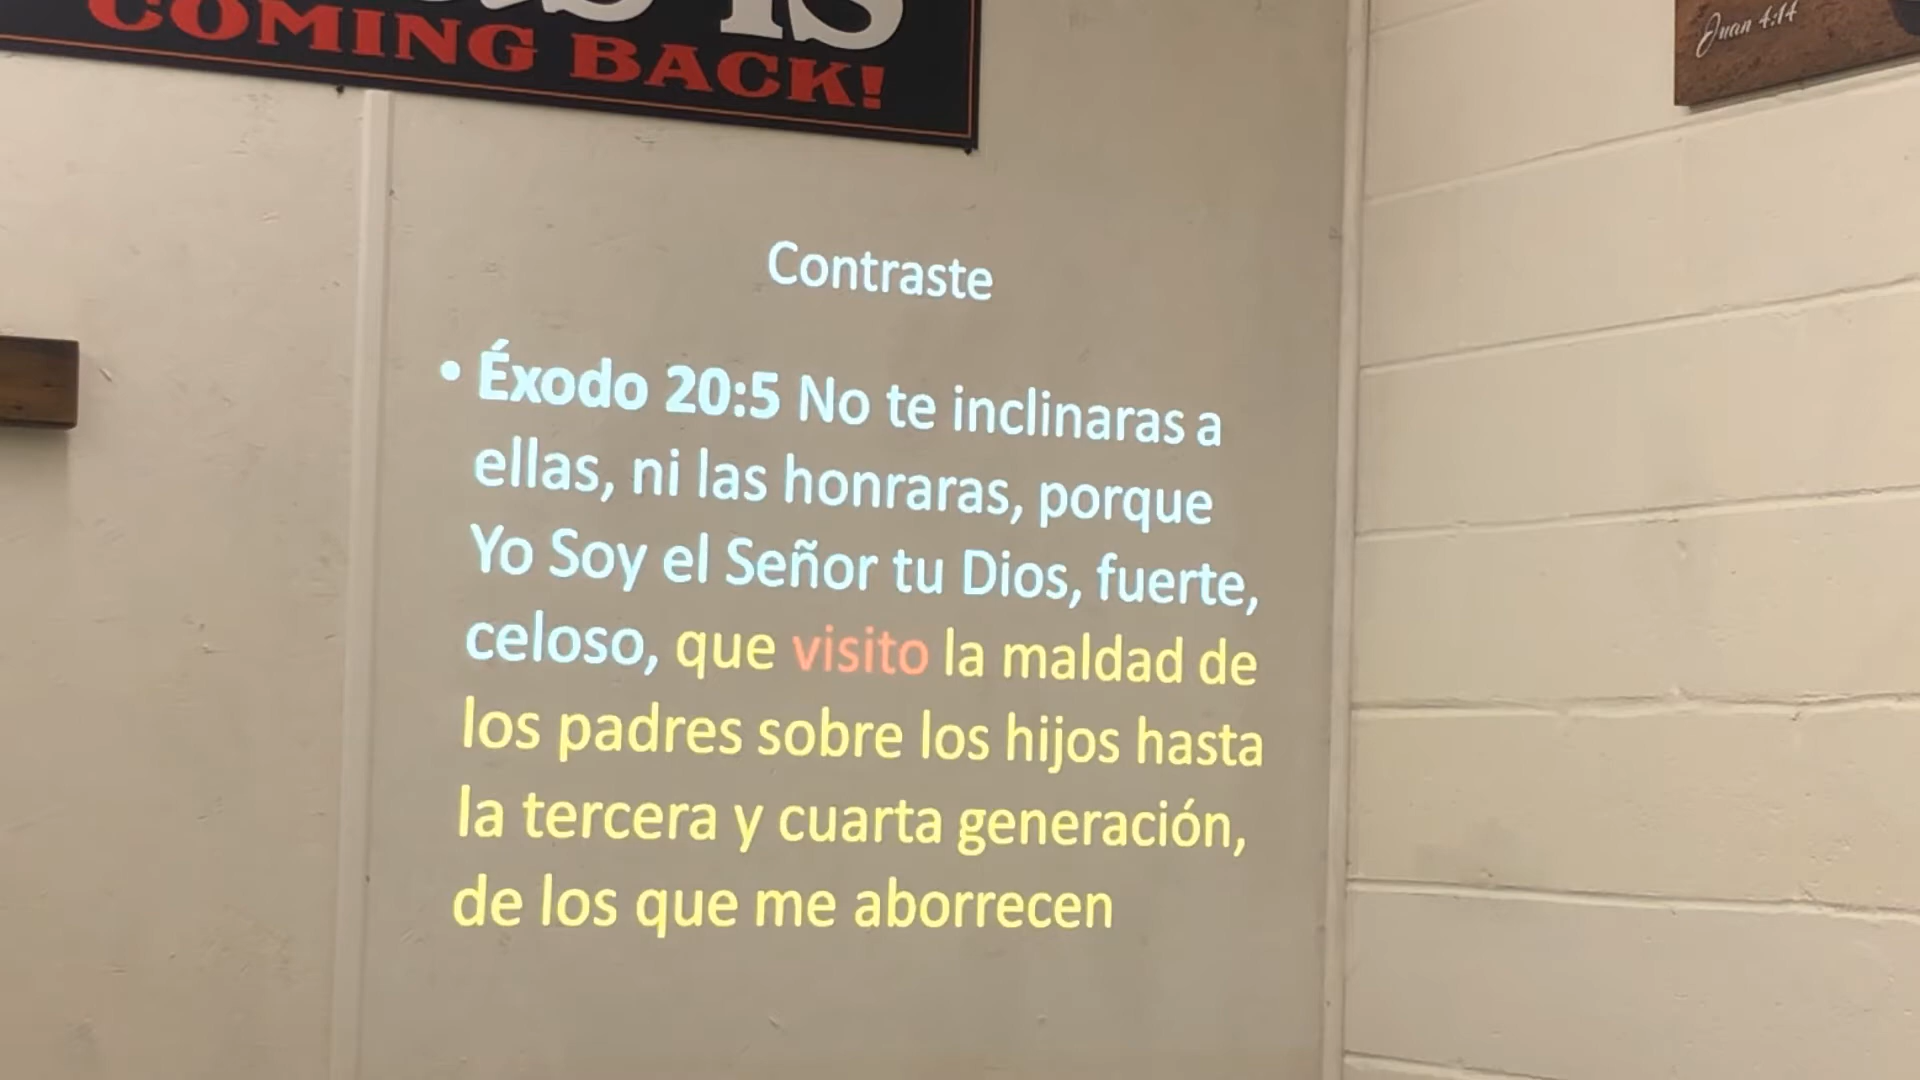 IS
COMING BACK!
Juan 4:14
Contraste
• Éxodo 20:5 No te inclinaras a
ellas, ni las honraras, porque
Yo Soy el Señor tu Dios, fuerte,
celoso, que visito la maldad de
los padres sobre los hijos hasta
la tercera y cuarta generación,
de los que me aborrecen